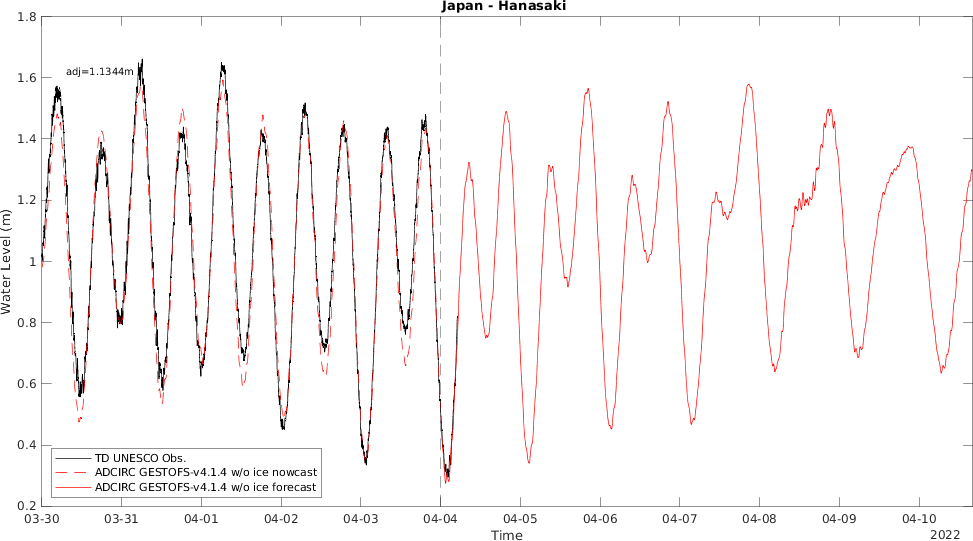 Japan - Hanasaki
1.8
1.6
1.4
1.2
1
0.8
0.6
0.4
0.2
Water Level (m)
adj=1.1344m
TD UNESCO Obs.
ADCIRC GESTOFS-v4.1.4 w/o ice nowcast
ADCIRC GESTOFS-v4.1.4 w/o ice forecast
03-30 03-31 04-01 04-02 04-03 04-04 04-05 04-06 04-07 04-08 04-09 04-10
Time
2022